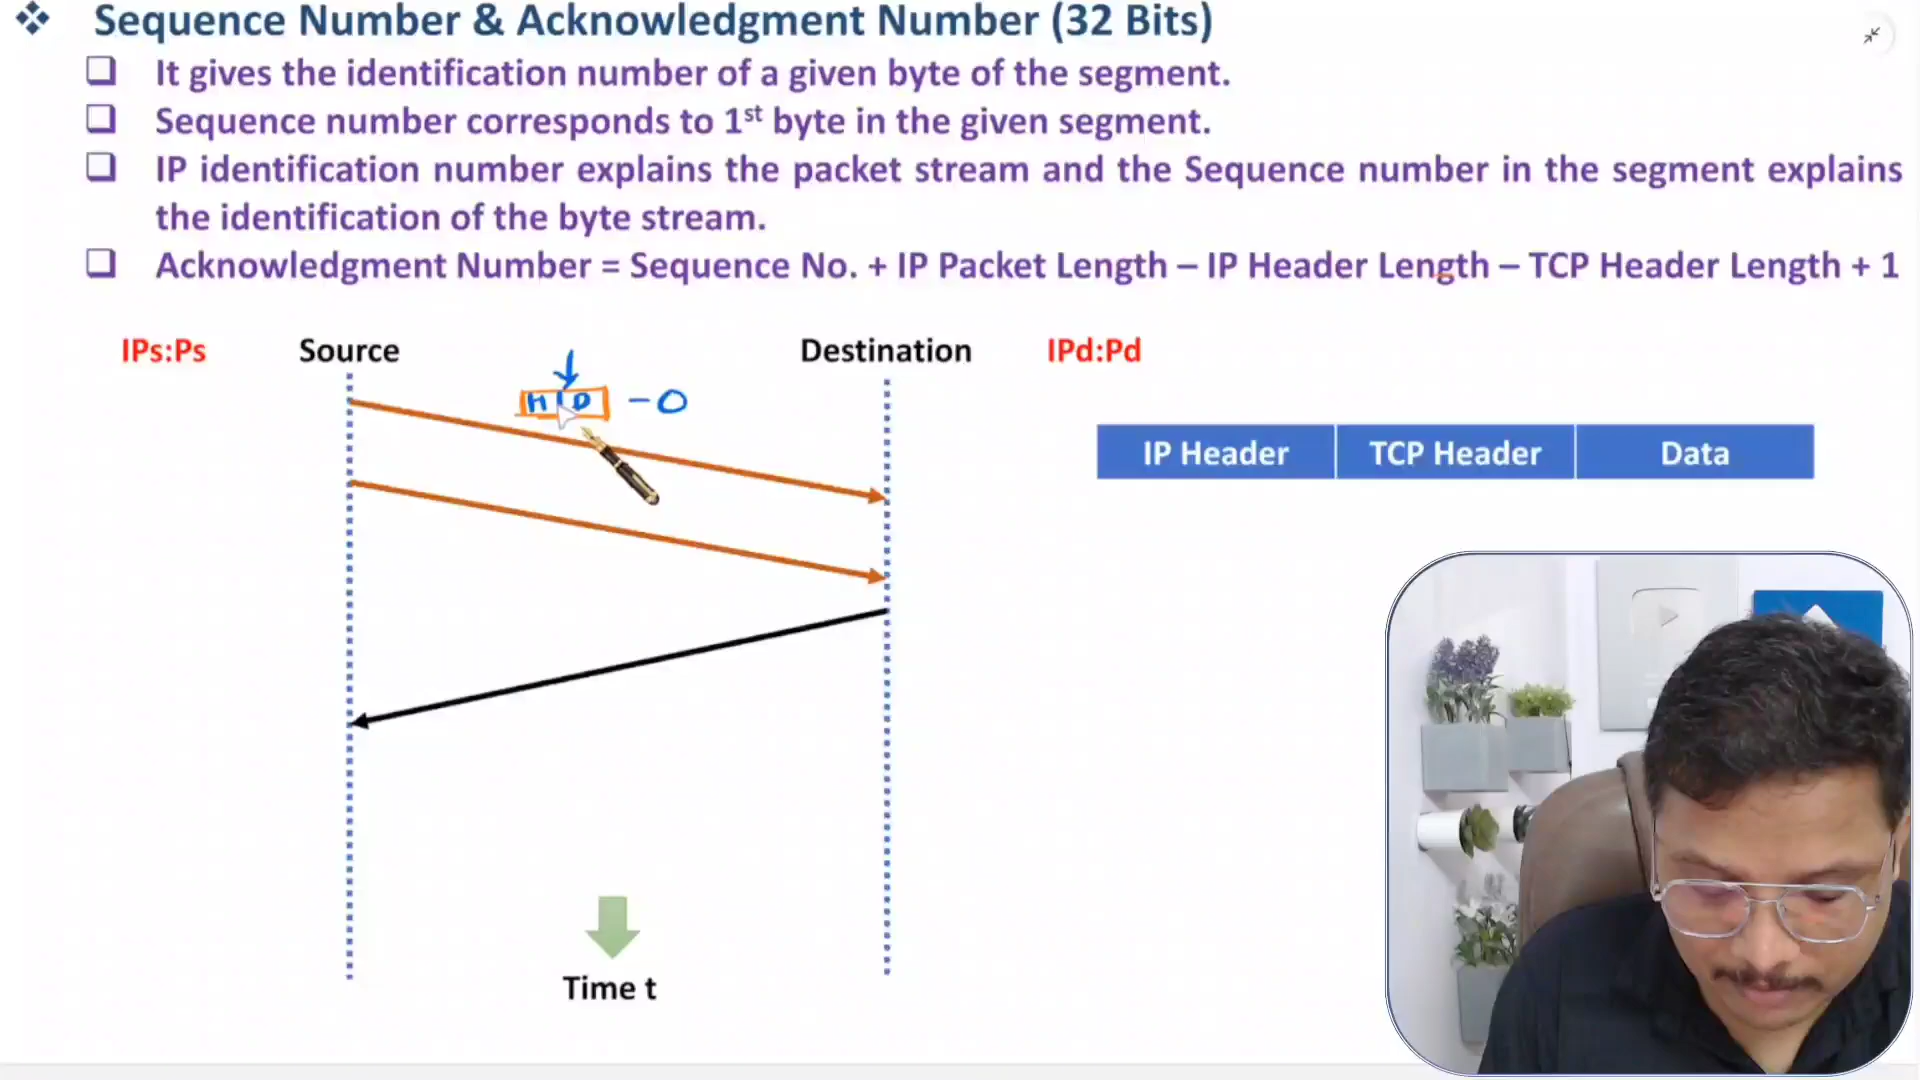 Sequence Number & Acknowledgment Number (32 Bits)
It gives the identification number of a given byte of the segment.
Sequence number corresponds to 1st byte in the given segment.
IP identification number explains the packet stream and the Sequence number in the segment explains
the identification of the byte stream.
Acknowledgment Number = Sequence No. + IP Packet Length – IP Header Length – TCP Header Length + 1
IPs:Ps Source Destination IPd:Pd
H D – 0
IP Header TCP Header Data
Time t